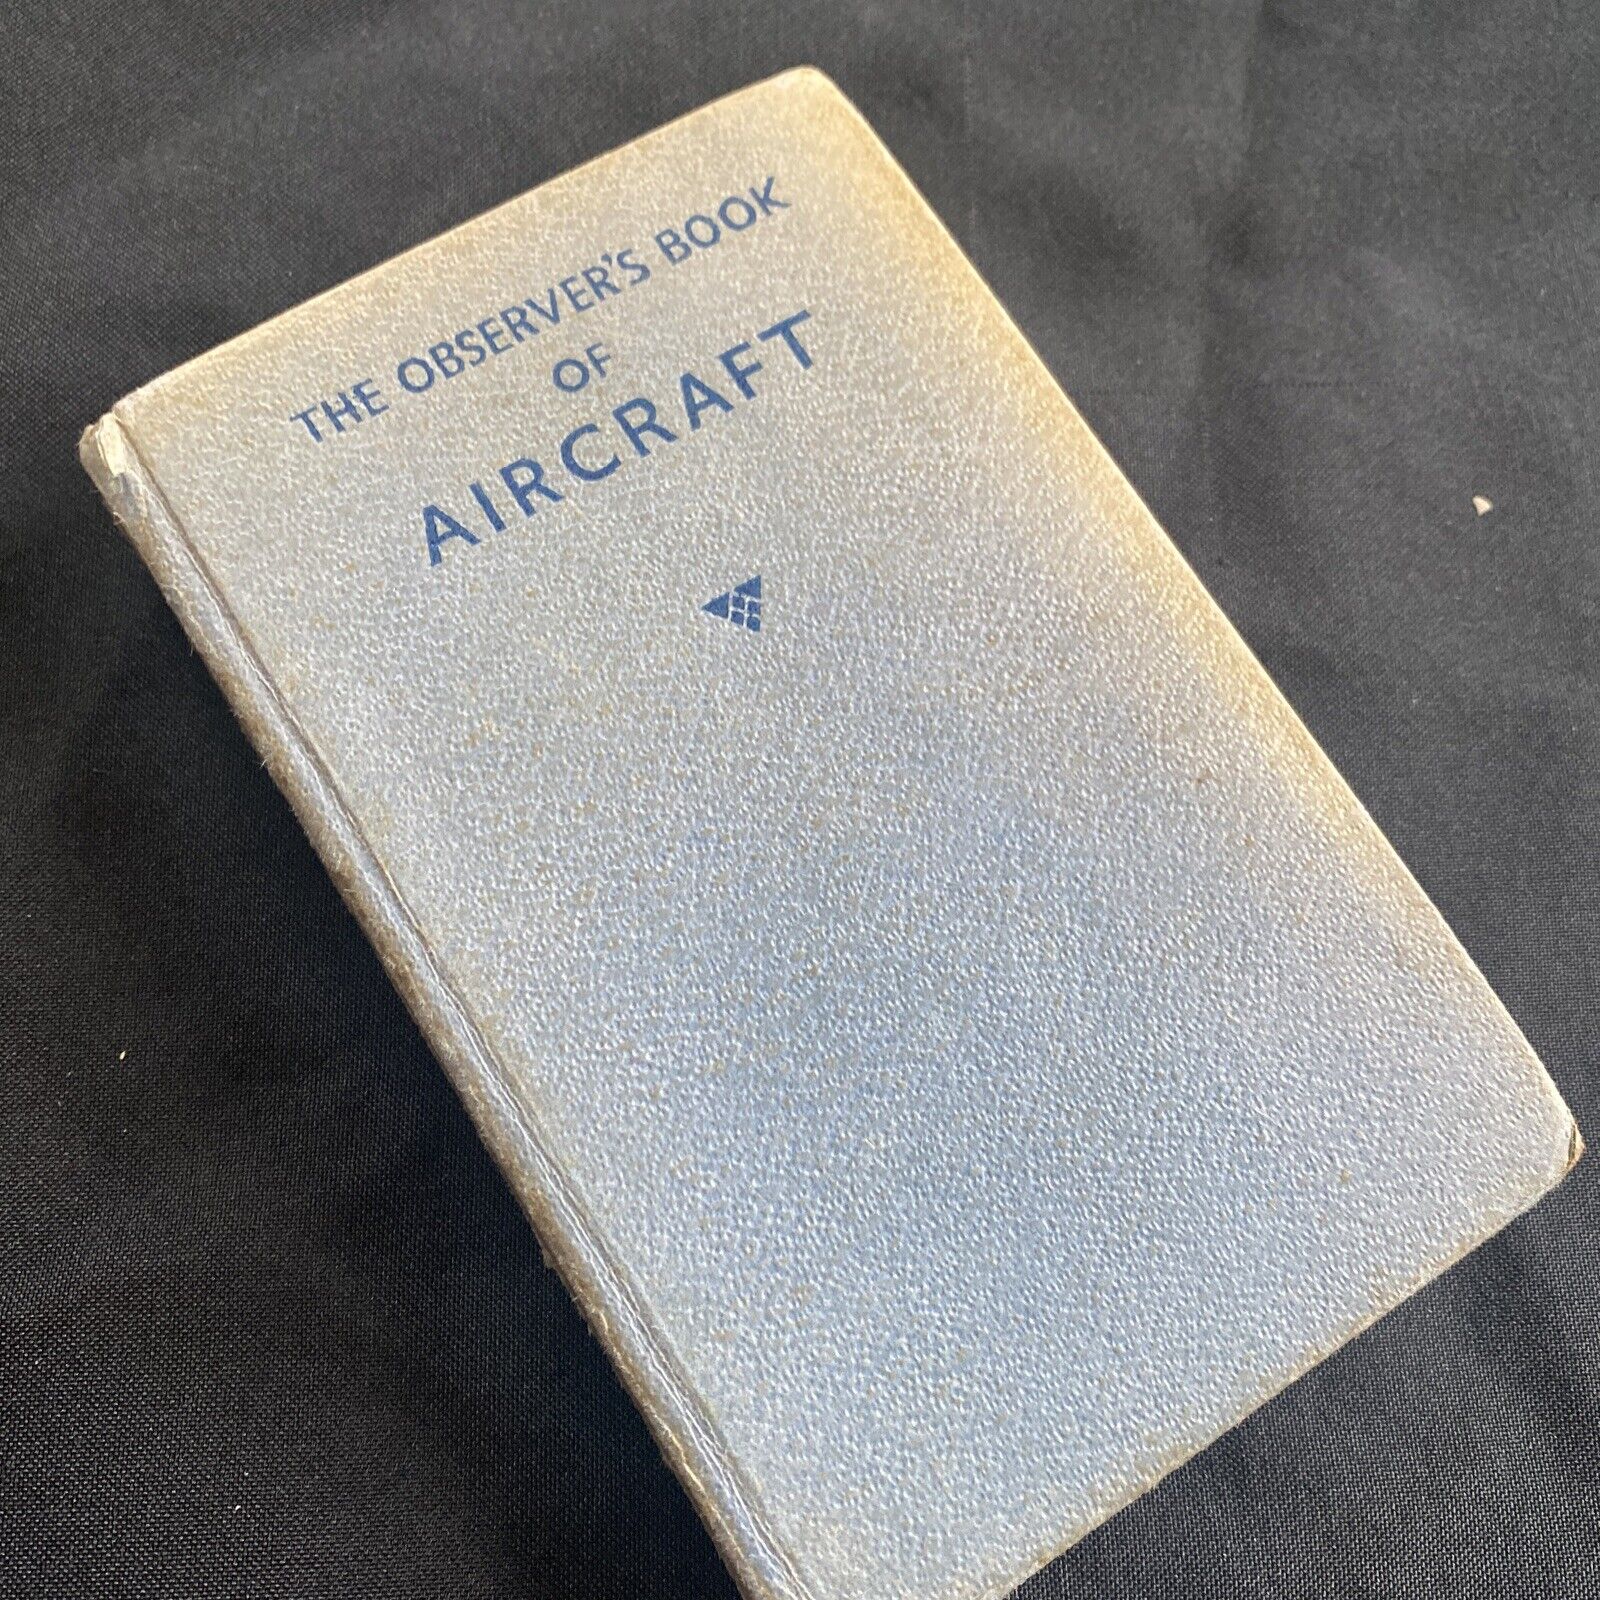 THE OBSERVER'S BOOK
OF
AIRCRAFT